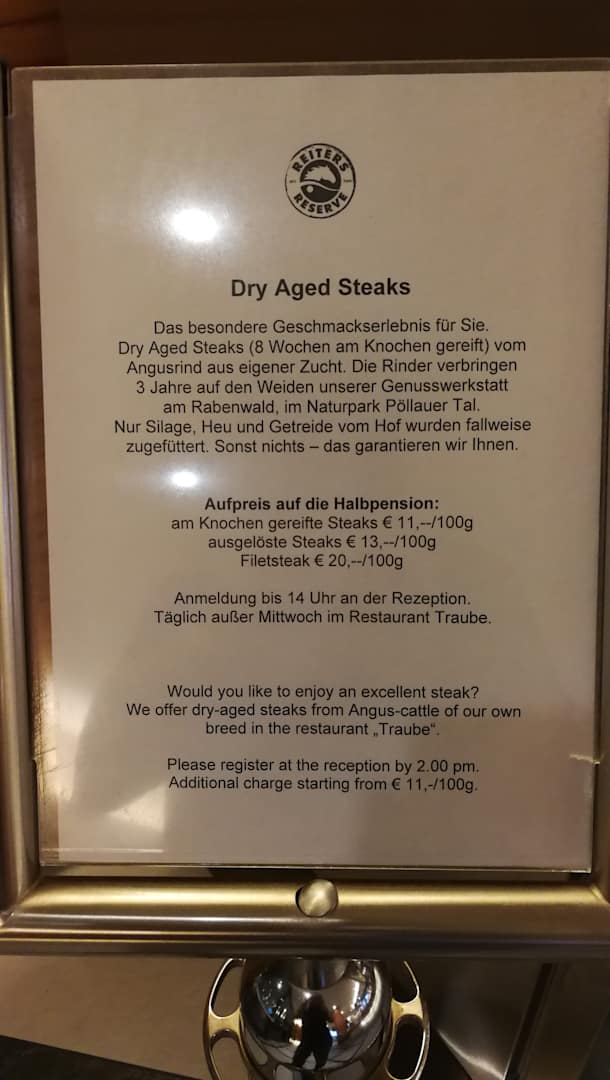 REITERS
RESERVE
Dry Aged Steaks
Das besondere Geschmackserlebnis für Sie.
Dry Aged Steaks (8 Wochen am Knochen gereift) vom
Angusrind aus eigener Zucht. Die Rinder verbringen
3 Jahre auf den Weiden unserer Genusswerkstatt
am Rabenwald, im Naturpark Pöllauer Tal.
Nur Silage, Heu und Getreide vom Hof wurden fallweise
zugefüttert. Sonst nichts – das garantieren wir Ihnen.
Aufpreis auf die Halbpension:
am Knochen gereifte Steaks € 11,--/100g
ausgelöste Steaks € 13,--/100g
Filetsteak € 20,--/100g
Anmeldung bis 14 Uhr an der Rezeption.
Täglich außer Mittwoch im Restaurant Traube.
Would you like to enjoy an excellent steak?
We offer dry-aged steaks from Angus-cattle of our own
breed in the restaurant „Traube“.
Please register at the reception by 2.00 pm.
Additional charge starting from € 11,-/100g.